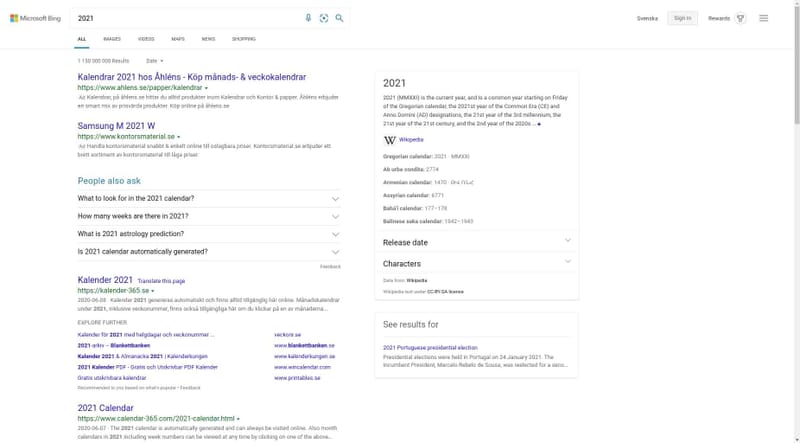 Microsoft Bing
2021
Svenska
Sign in
Rewards
ALL
IMAGES
VIDEOS
MAPS
NEWS
SHOPPING
1 130 000 000 Results
Date
Kalendrar 2021 hos Åhléns - Köp månads- & veckokalendrar
https://www.ahlens.se/papper/kalendrar
Ad Kalendrar, på åhlens.se hittar du alltid produkter inom Kalendrar och Kontor & papper. Åhléns erbjuder
en smart mix av prisvärda produkter. Köp online på åhléns.se
Samsung M 2021 W
https://www.kontorsmaterial.se
Ad Handla kontorsmaterial snabbt & enkelt online till oslagbara priser. Kontorsmaterial.se erbjuder ett
brett sortiment av kontorsmaterial till låga priser
People also ask
What to look for in the 2021 calendar?
How many weeks are there in 2021?
What is 2021 astrology prediction?
Is 2021 calendar automatically generated?
Feedback
Kalender 2021 Translate this page
https://kalender-365.se
2020-06-08 · Kalender 2021 genereras automatiskt och finns alltid tillgänglig här online. Månadskalendrar
under 2021, inklusive veckonummer, finns också tillgängliga här om du klickar på en av månaderna...
EXPLORE FURTHER
Kalender för 2021 med helgdagar och veckonummer ...
veckonr.se
2021-arkiv – Blankettbanken
www.blankettbanken.se
Kalender 2021 & Almanacka 2021 | Kalenderkungen
www.kalenderkungen.se
2021 Kalender PDF - Gratis och Utskrivbar PDF Kalender
www.wincalendar.com
Gratis utskrivbara kalendrar
www.printables.se
Recommended to you based on what's popular • Feedback
2021 Calendar
https://www.calendar-365.com/2021-calendar.html
2020-06-07 · The 2021 calendar is automatically generated and can always be visited online. Also month
calendars in 2021 including week numbers can be viewed at any time by clicking on one of the above...
2021
2021 (MMXXI) is the current year, and is a common year starting on Friday
of the Gregorian calendar, the 2021st year of the Common Era (CE) and
Anno Domini (AD) designations, the 21st year of the 3rd millennium, the
21st year of the 21st century, and the 2nd year of the 2020s ...
W Wikipedia
Gregorian calendar: 2021 · MMXXI
Ab urbe condita: 2774
Armenian calendar: 1470 · ԹՎ ՌՆՀ
Assyrian calendar: 6771
Bahá'í calendar: 177–178
Balinese saka calendar: 1942–1943
Release date
Characters
Data from: Wikipedia
Wikipedia text under CC-BY-SA license
See results for
2021 Portuguese presidential election
Presidential elections were held in Portugal on 24 January 2021. The
incumbent President, Marcelo Rebelo de Sousa, was reelected for a seco...